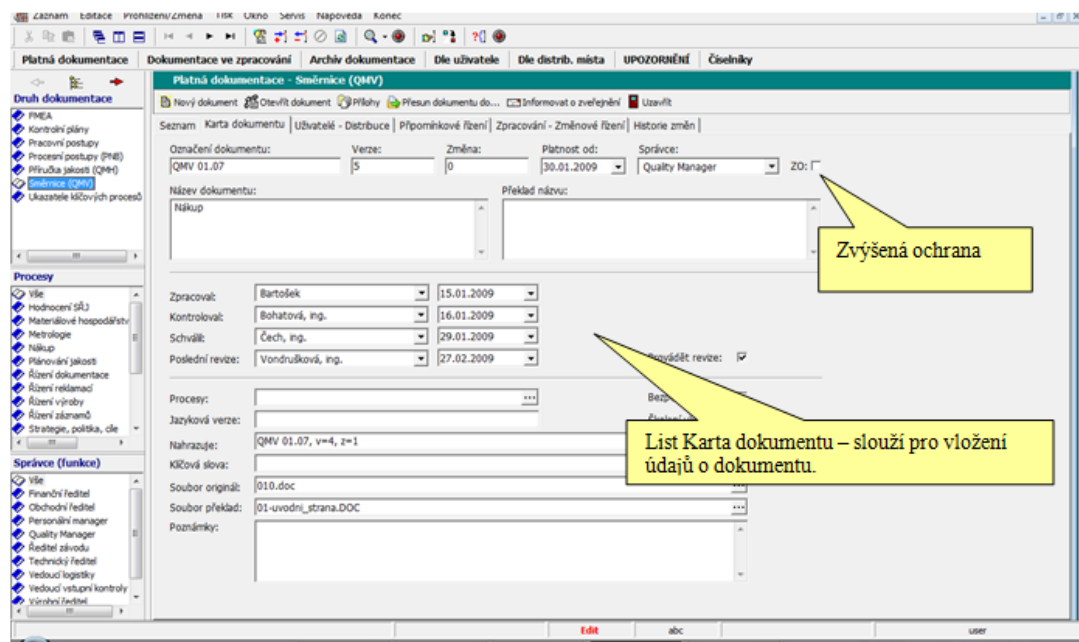 Záznam Editace Prohlížení/Změna Tisk Okno Servis Nápověda Konec
Platná dokumentace Dokumentace ve zpracování Archív dokumentace Dle uživatele Dle distrib. místa UPOZORNĚNÍ Číselníky
Platná dokumentace - Směrnice (QMV)
Druh dokumentace
FMEA
Kontrolní plány
Pracovní postupy
Procesní postupy (PNB)
Příručka jakosti (QMH)
Směrnice (QMV)
Ukazatele klíčových procesů
Procesy
Vše
Hodnocení SŘJ
Materiálové hospodářstv
Metrologie
Nákup
Plánování jakosti
Řízení dokumentace
Řízení reklamací
Řízení výroby
Řízení záznamů
Strategie, politika, cíle
Správce (funkce)
Vše
Finanční ředitel
Obchodní ředitel
Personální manager
Quality Manager
Ředitel závodu
Technický ředitel
Vedoucí logistiky
Vedoucí vstupní kontroly
Výrobní ředitel
Nový dokument Otevřít dokument Přílohy Přesun dokumentu do... Informovat o zveřejnění Uzavřít
Seznam Karta dokumentu Uživatelé - Distribuce Připomínkové řízení Zpracování - Změnové řízení Historie změn
Označení dokumentu: Verze: Změna: Platnost od: Správce:
QMV 01.07 5 0 30.01.2009 Quality Manager ZO:
Název dokumentu: Překlad názvu:
Nákup
Zvýšená ochrana
Zpracoval: Bartošek 15.01.2009
Kontroloval: Bohatová, ing. 16.01.2009
Schválil: Čech, ing. 29.01.2009
Poslední revize: Vondrušková, ing. 27.02.2009 Provádět revize:
Procesy:
Jazyková verze:
Nahrazuje: QMV 01.07, v=4, z=1
Klíčová slova:
Soubor originál: 010.doc
Soubor překlad: 01-uvodni_strana.DOC
Poznámky:
List Karta dokumentu – slouží pro vložení
údajů o dokumentu.
Edit abc user